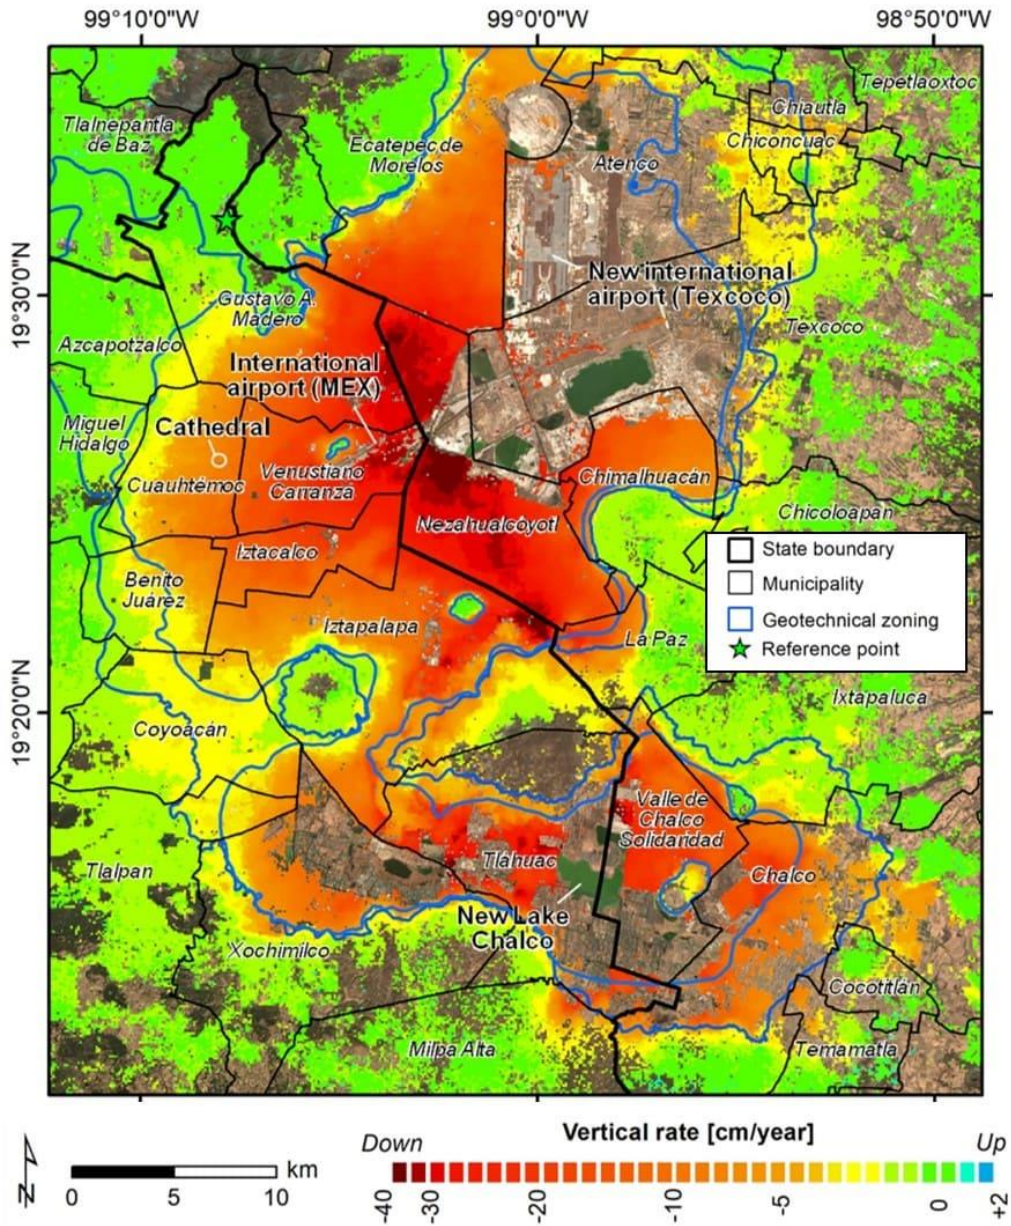 99°10'0"W
99°0'0"W
98°50'0"W
Tlalnepantla
de Baz
Ecatepec de
Morelos
Tepetlaoxtoc
Chiautla
Chiconcuac
Atenco
19°30'0"N
New international
airport (Texcoco)
Gustavo A.
Madero
Texcoco
Azcapotzalco
International
airport (MEX)
Miguel
Hidalgo
Cathedral
Cuauhtémoc
Venustiano
Carranza
Chimalhuacán
Nezahualcóyotl
Chicoloapan
Iztacalco
State boundary
Municipality
Geotechnical zoning
Reference point
Benito
Juárez
Iztapalapa
La Paz
Ixtapaluca
19°20'0"N
Coyoacán
Valle de
Chalco
Solidaridad
Tlalpan
Tláhuac
Chalco
New Lake
Chalco
Xochimilco
Cocotitlán
Milpa Alta
Temamatla
N
km
0
5
10
Down
Vertical rate [cm/year]
Up
-40
-30
-20
-10
-5
0
+2